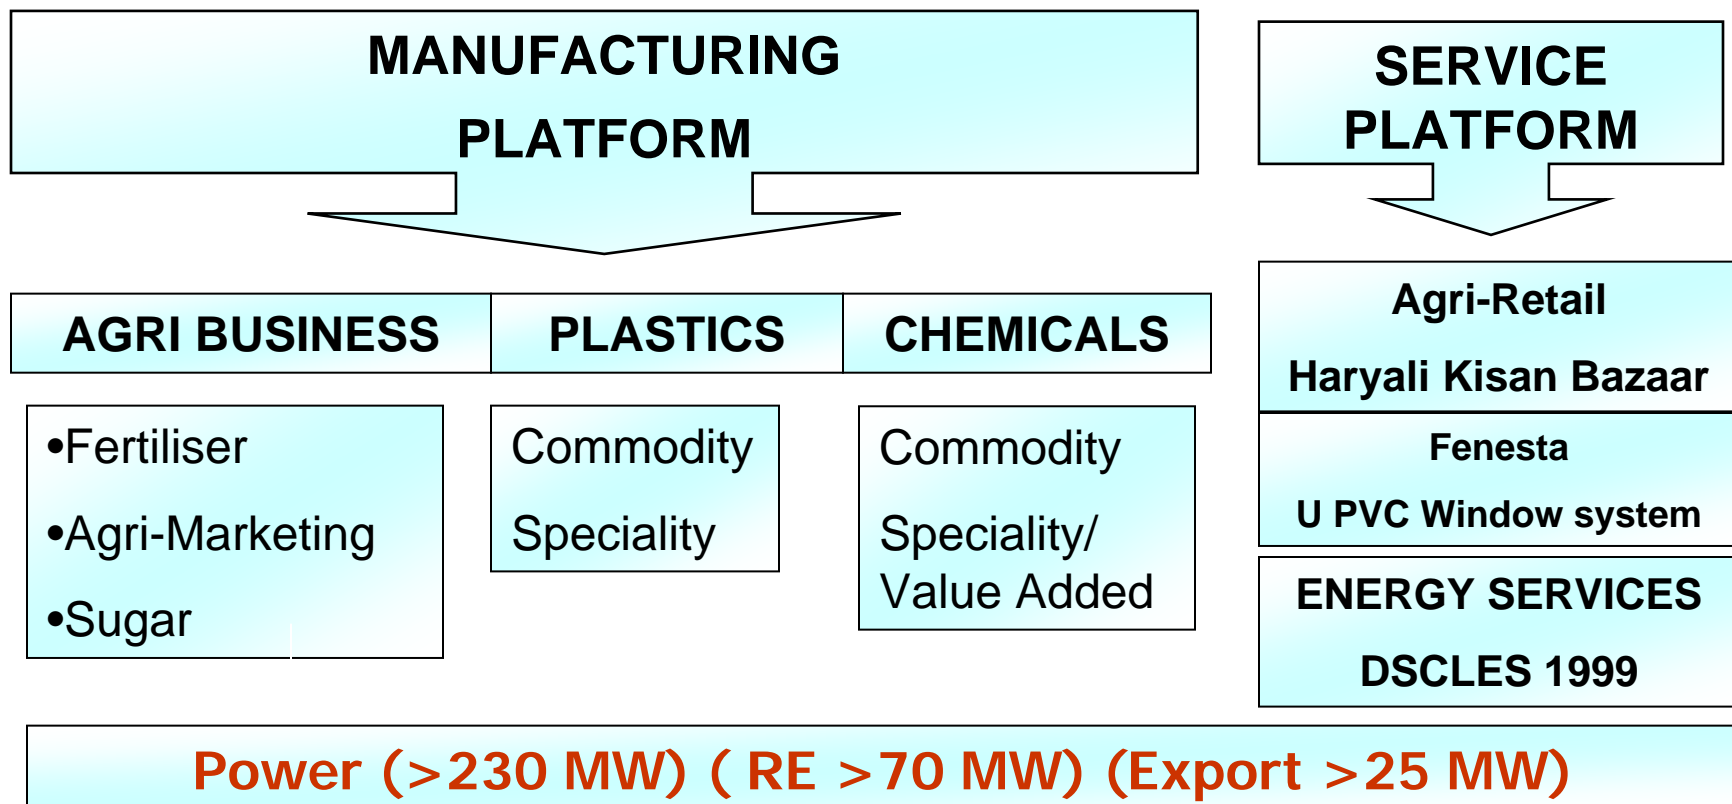 MANUFACTURING
PLATFORM
SERVICE
PLATFORM
AGRI BUSINESS
PLASTICS
CHEMICALS
•Fertiliser
•Agri-Marketing
•Sugar
Commodity
Speciality
Commodity
Speciality/
Value Added
Agri-Retail
Haryali Kisan Bazaar
Fenesta
U PVC Window system
ENERGY SERVICES
DSCLES 1999
Power (>230 MW) ( RE >70 MW) (Export >25 MW)